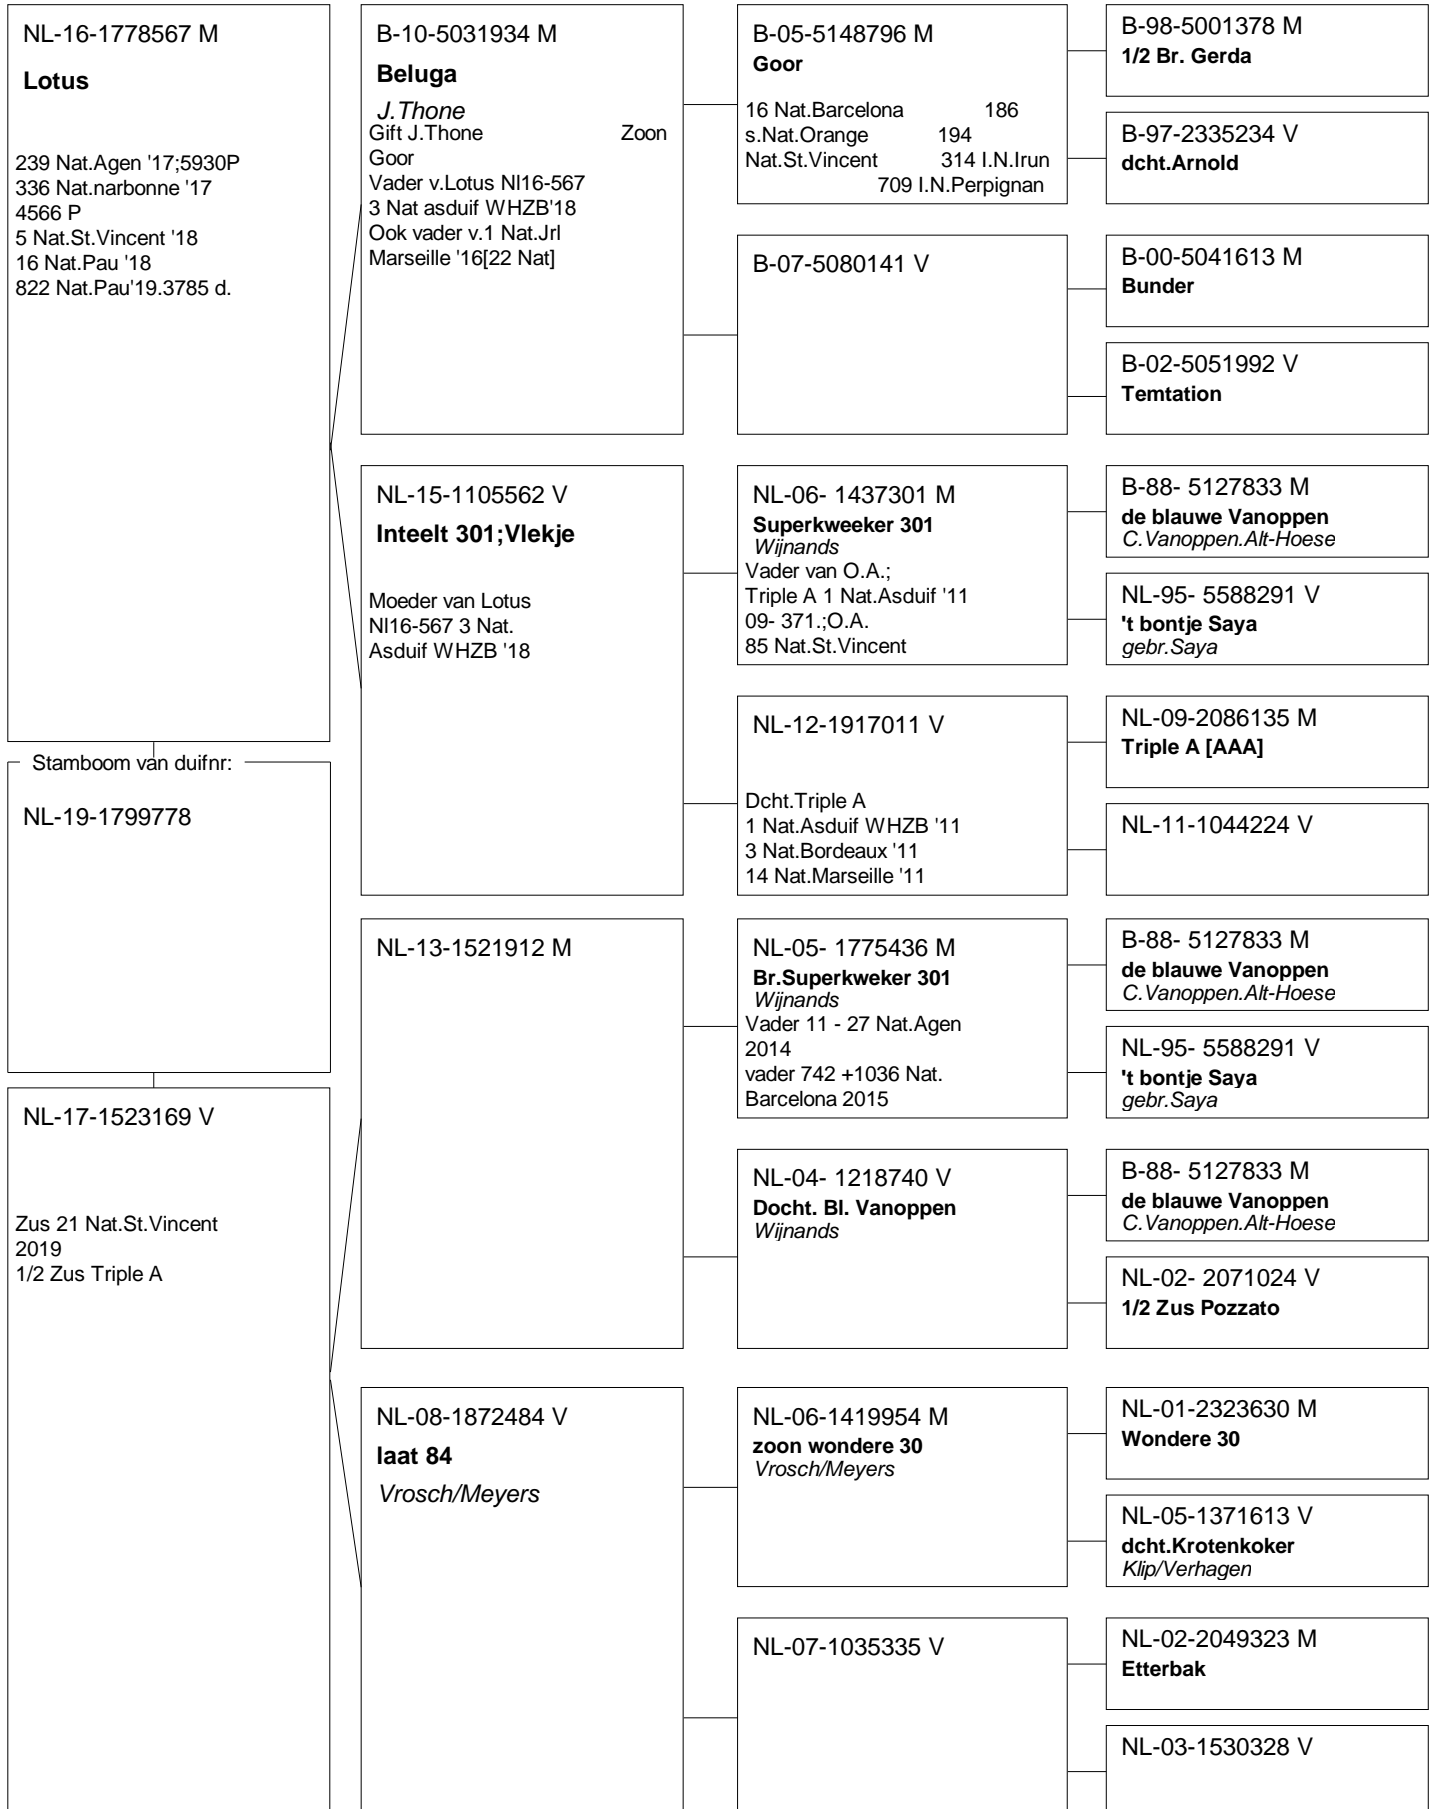 NL-16-1778567 M
Lotus
239 Nat.Agen '17;5930P
336 Nat.narbonne '17
4566 P
5 Nat.St.Vincent '18
16 Nat.Pau '18
822 Nat.Pau'19.3785 d.
Stamboom van duifnr:
NL-19-1799778
NL-17-1523169 V
Zus 21 Nat.St.Vincent
2019
1/2 Zus Triple A
B-10-5031934 M
Beluga
J.Thone
Gift J.Thone Zoon
Goor
Vader v.Lotus Nl16-567
3 Nat asduif WHZB'18
Ook vader v.1 Nat.Jrl
Marseille '16[22 Nat]
NL-15-1105562 V
Inteelt 301;Vlekje
Moeder van Lotus
Nl16-567 3 Nat.
Asduif WHZB '18
NL-13-1521912 M
NL-08-1872484 V
laat 84
Vrosch/Meyers
B-05-5148796 M
Goor
16 Nat.Barcelona 186
s.Nat.Orange 194
Nat.St.Vincent 314 I.N.Irun
709 I.N.Perpignan
B-07-5080141 V
NL-06- 1437301 M
Superkweeker 301
Wijnands
Vader van O.A.;
Triple A 1 Nat.Asduif '11
09- 371.;O.A.
85 Nat.St.Vincent
NL-12-1917011 V
Dcht.Triple A
1 Nat.Asduif WHZB '11
3 Nat.Bordeaux '11
14 Nat.Marseille '11
NL-05- 1775436 M
Br.Superkweker 301
Wijnands
Vader 11 - 27 Nat.Agen
2014
vader 742 +1036 Nat.
Barcelona 2015
NL-04- 1218740 V
Docht. Bl. Vanoppen
Wijnands
NL-06-1419954 M
zoon wondere 30
Vrosch/Meyers
NL-07-1035335 V
B-98-5001378 M
1/2 Br. Gerda
B-97-2335234 V
dcht.Arnold
B-00-5041613 M
Bunder
B-02-5051992 V
Temtation
B-88- 5127833 M
de blauwe Vanoppen
C.Vanoppen.Alt-Hoese
NL-95- 5588291 V
't bontje Saya
gebr.Saya
NL-09-2086135 M
Triple A [AAA]
NL-11-1044224 V
B-88- 5127833 M
de blauwe Vanoppen
C.Vanoppen.Alt-Hoese
NL-95- 5588291 V
't bontje Saya
gebr.Saya
B-88- 5127833 M
de blauwe Vanoppen
C.Vanoppen.Alt-Hoese
NL-02- 2071024 V
1/2 Zus Pozzato
NL-01-2323630 M
Wondere 30
NL-05-1371613 V
dcht.Krotenkoker
Klip/Verhagen
NL-02-2049323 M
Etterbak
NL-03-1530328 V